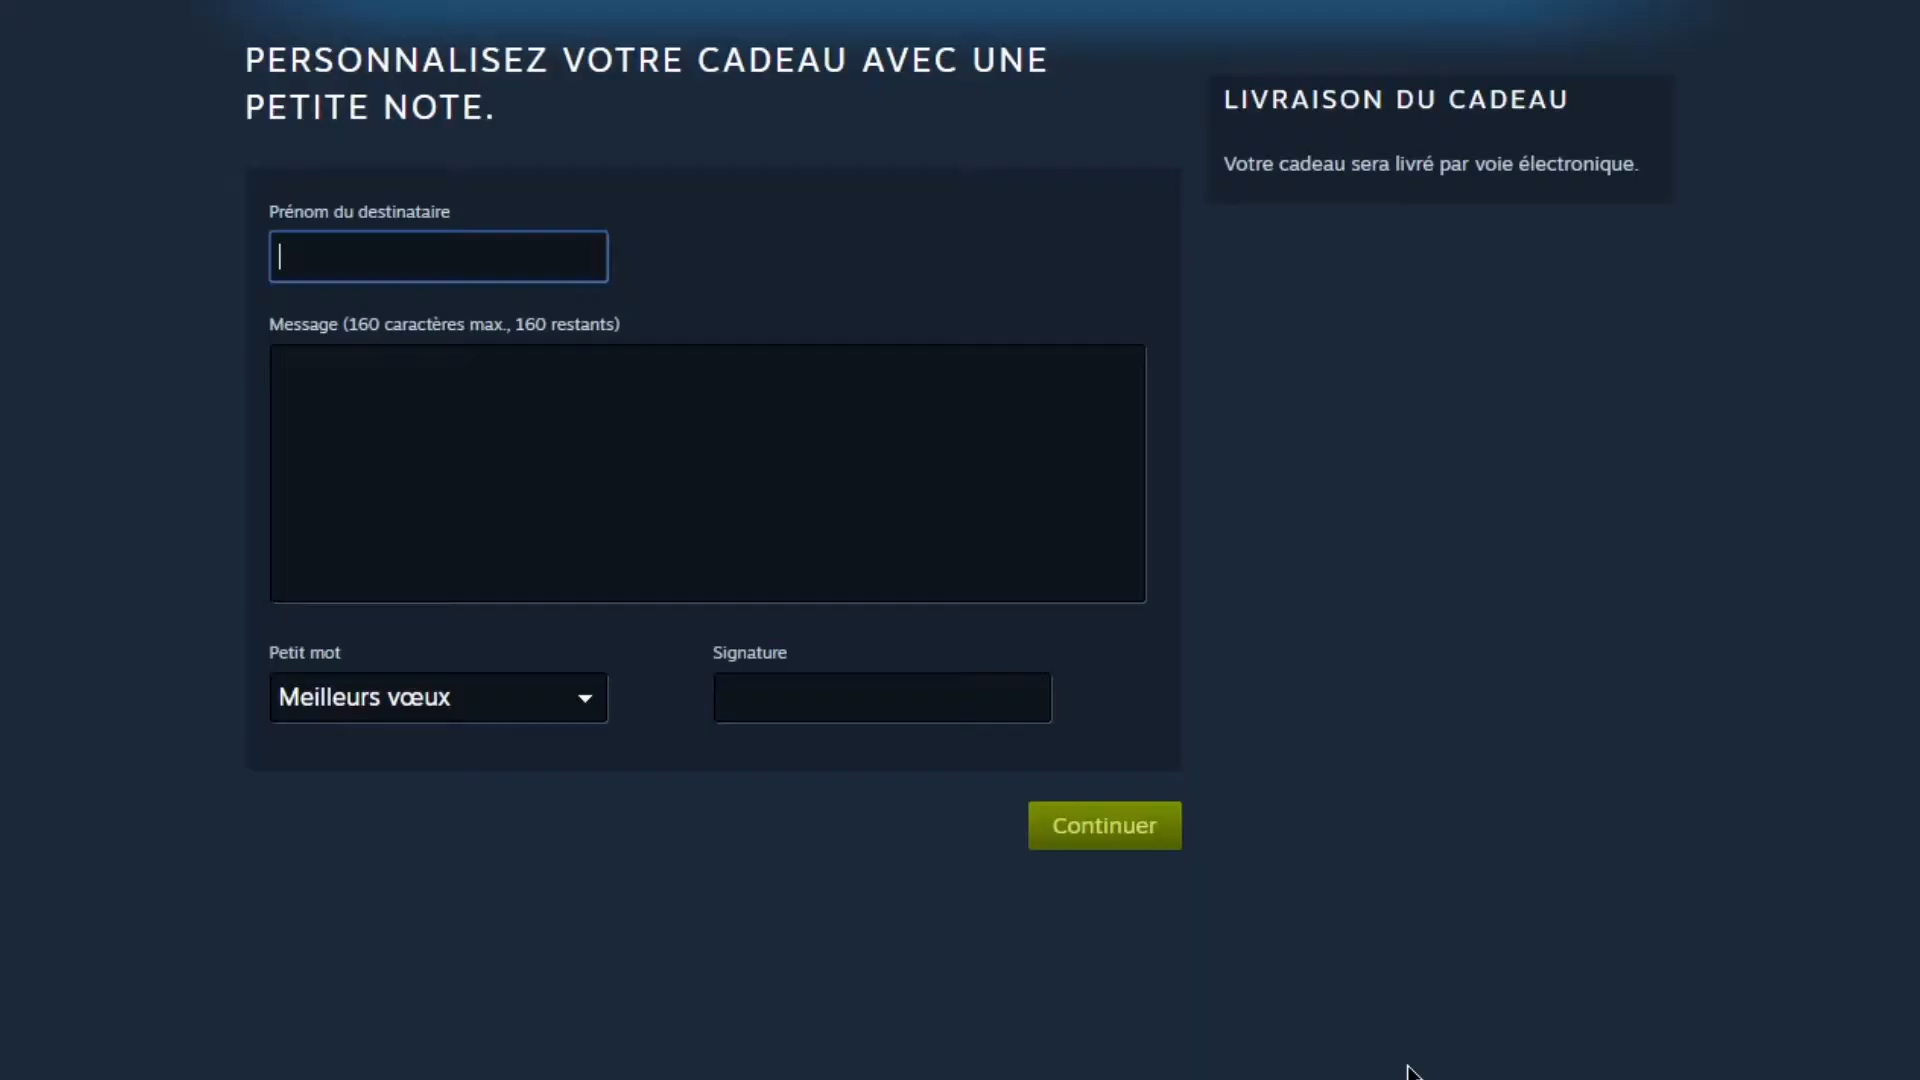 PERSONNALISEZ VOTRE CADEAU AVEC UNE
PETITE NOTE.
Prénom du destinataire
Message (160 caractères max., 160 restants)
Petit mot
Meilleurs vœux
Signature
Continuer
LIVRAISON DU CADEAU
Votre cadeau sera livré par voie électronique.